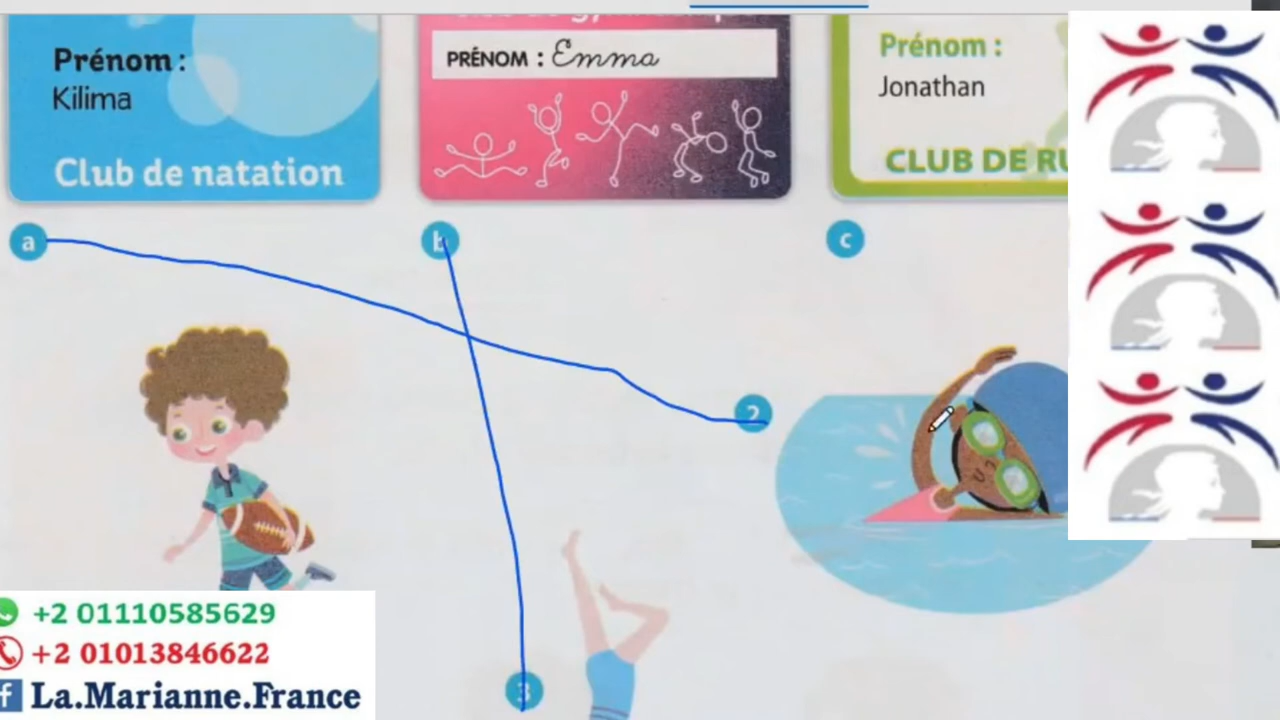 Prénom :
Kilima
Club de natation
PRÉNOM : Emma
Prénom :
Jonathan
CLUB DE
a
b
c
2
3
+2 01110585629
+2 01013846622
La.Marianne.France